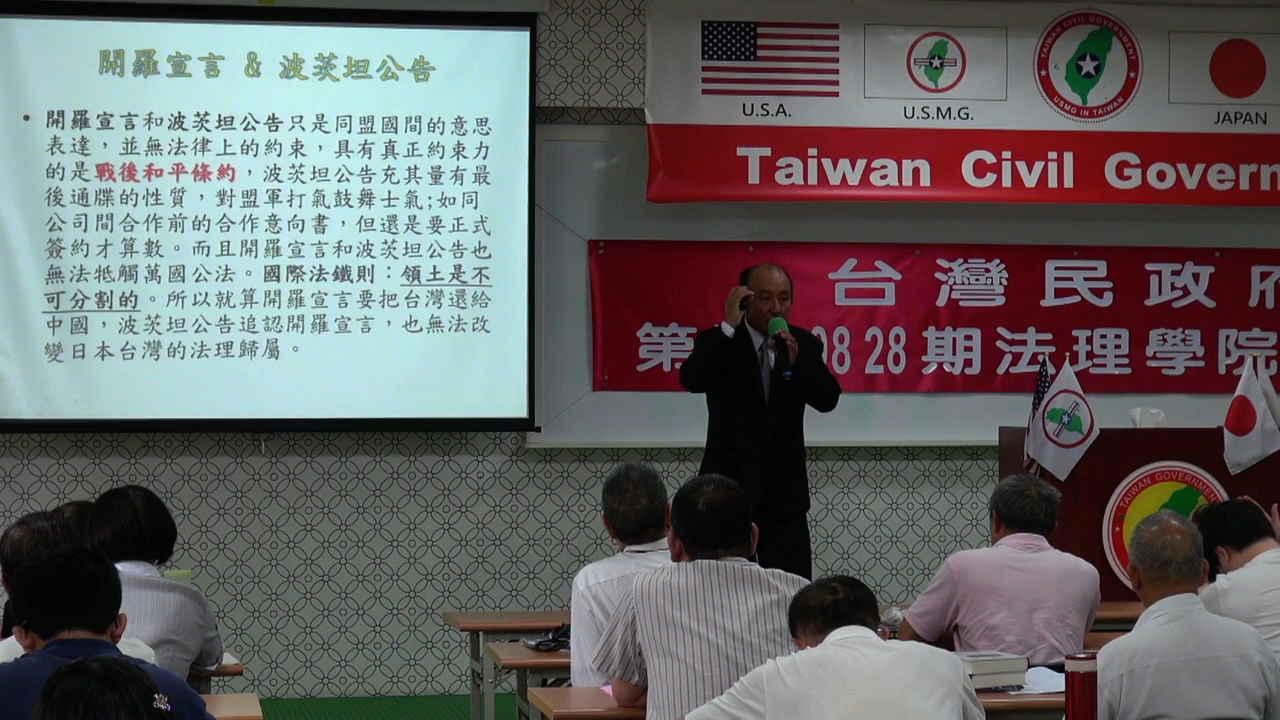 開羅宣言 & 波茨坦公告
• 開羅宣言和波茨坦公告只是同盟國間的意思
表達，並無法律上的約束，具有真正約束力
的是戰後和平條約，波茨坦公告充其量有最
後通牒的性質，對盟軍打氣鼓舞士氣;如同
公司間合作前的合作意向書，但還是要正式
簽約才算數。而且開羅宣言和波茨坦公告也
無法牴觸萬國公法。國際法鐵則：領土是不
可分割的。所以就算開羅宣言要把台灣還給
中國，波茨坦公告追認開羅宣言，也無法改
變日本台灣的法理歸屬。
U.S.A.
U.S.M.G.
TAIWAN CIVIL GOVERNMENT
USMG IN TAIWAN
JAPAN
Taiwan Civil Govern
台灣民政府
第 08 28 期法理學院
TAIWAN GOVERNMENT